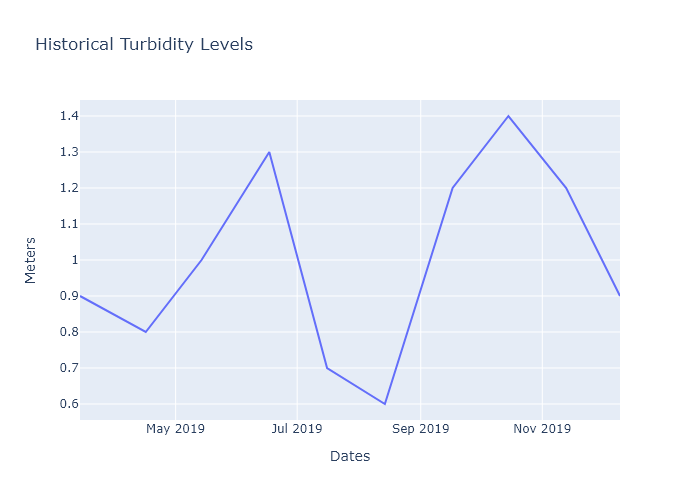 Historical Turbidity Levels
1.4
1.3
1.2
1.1
1
0.9
0.8
0.7
0.6
Meters
May 2019 Jul 2019 Sep 2019 Nov 2019
Dates